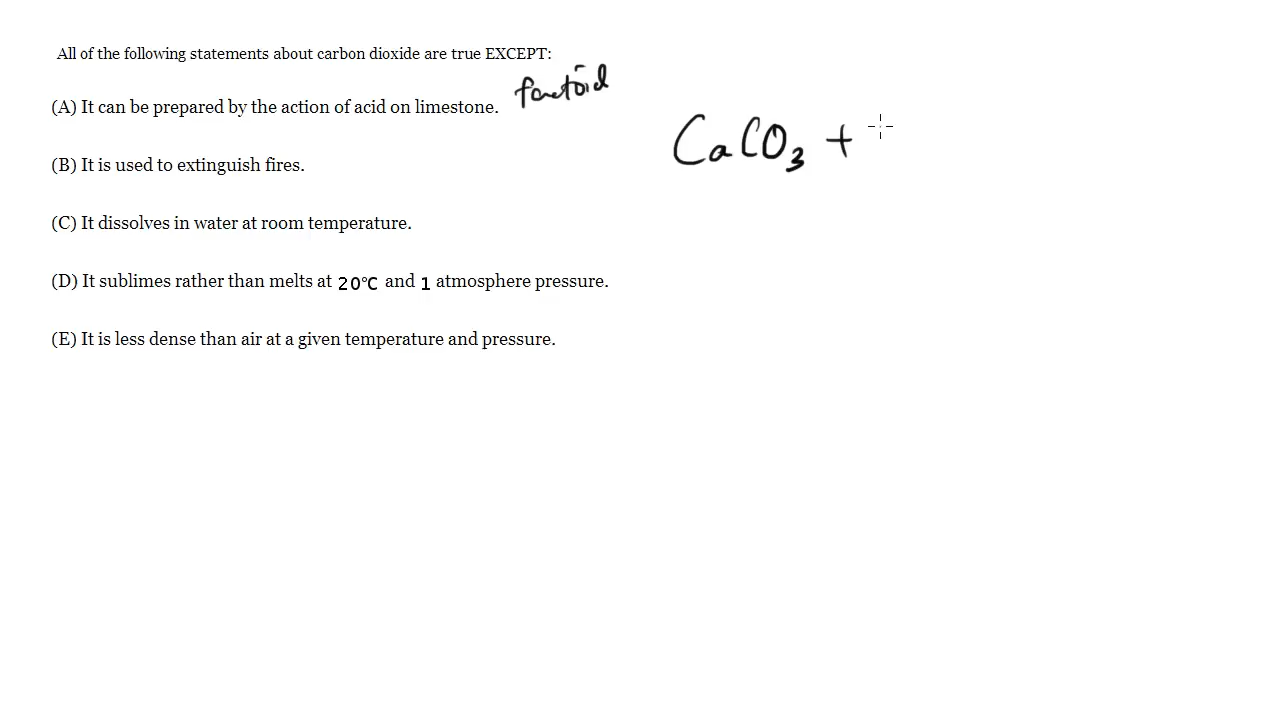 All of the following statements about carbon dioxide are true EXCEPT:
(A) It can be prepared by the action of acid on limestone. factoid
CaCO₃ +
(B) It is used to extinguish fires.
(C) It dissolves in water at room temperature.
(D) It sublimes rather than melts at 20°C and 1 atmosphere pressure.
(E) It is less dense than air at a given temperature and pressure.